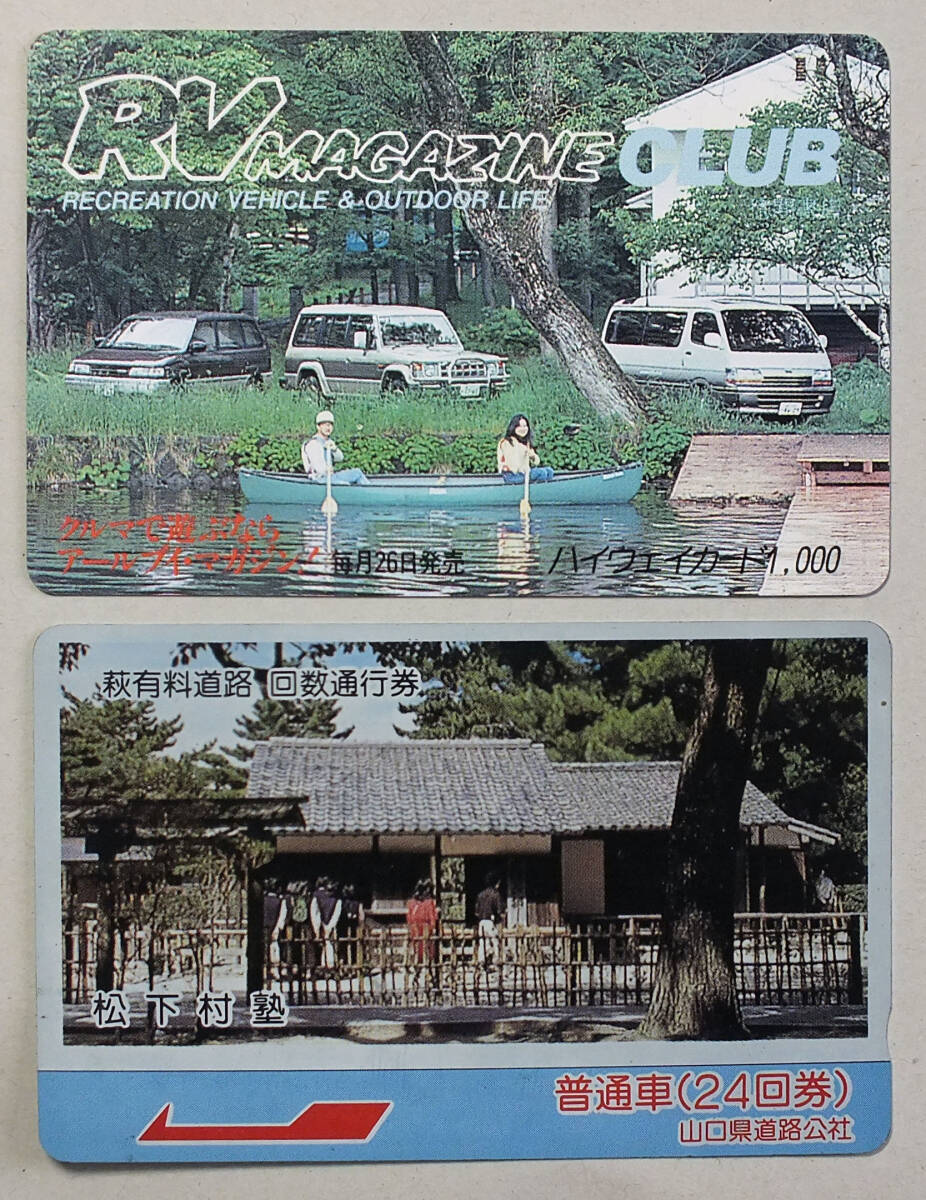 RV MAGAZINE CLUB
RECREATION VEHICLE & OUTDOOR LIFE
クルマで遊ぶなら
アールブイ・マガジン! 毎月26日発売 ハイウェイカード1,000
萩有料道路 回数通行券
松下村塾
普通車(24回券)
山口県道路公社